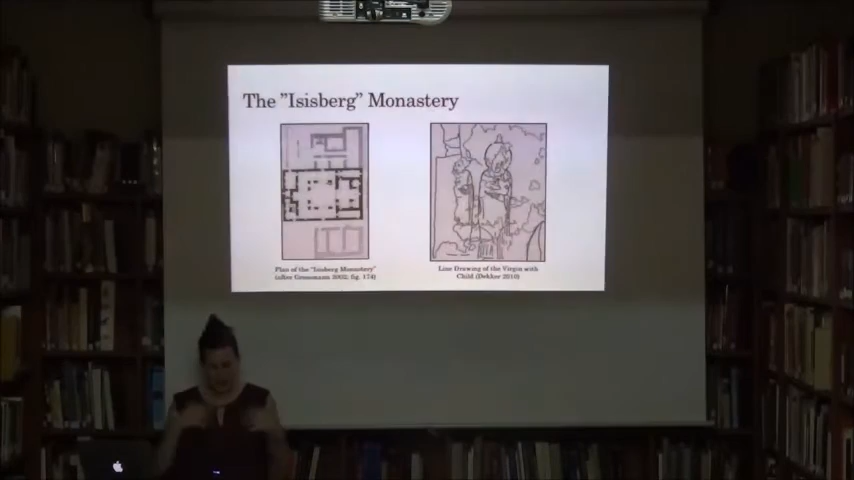 The "Isisberg" Monastery
Plan of the "Isisberg Monastery"
(after Grossmann 2002; fig. 174)
Line Drawing of the Virgin with
Child (Dekker 2016)